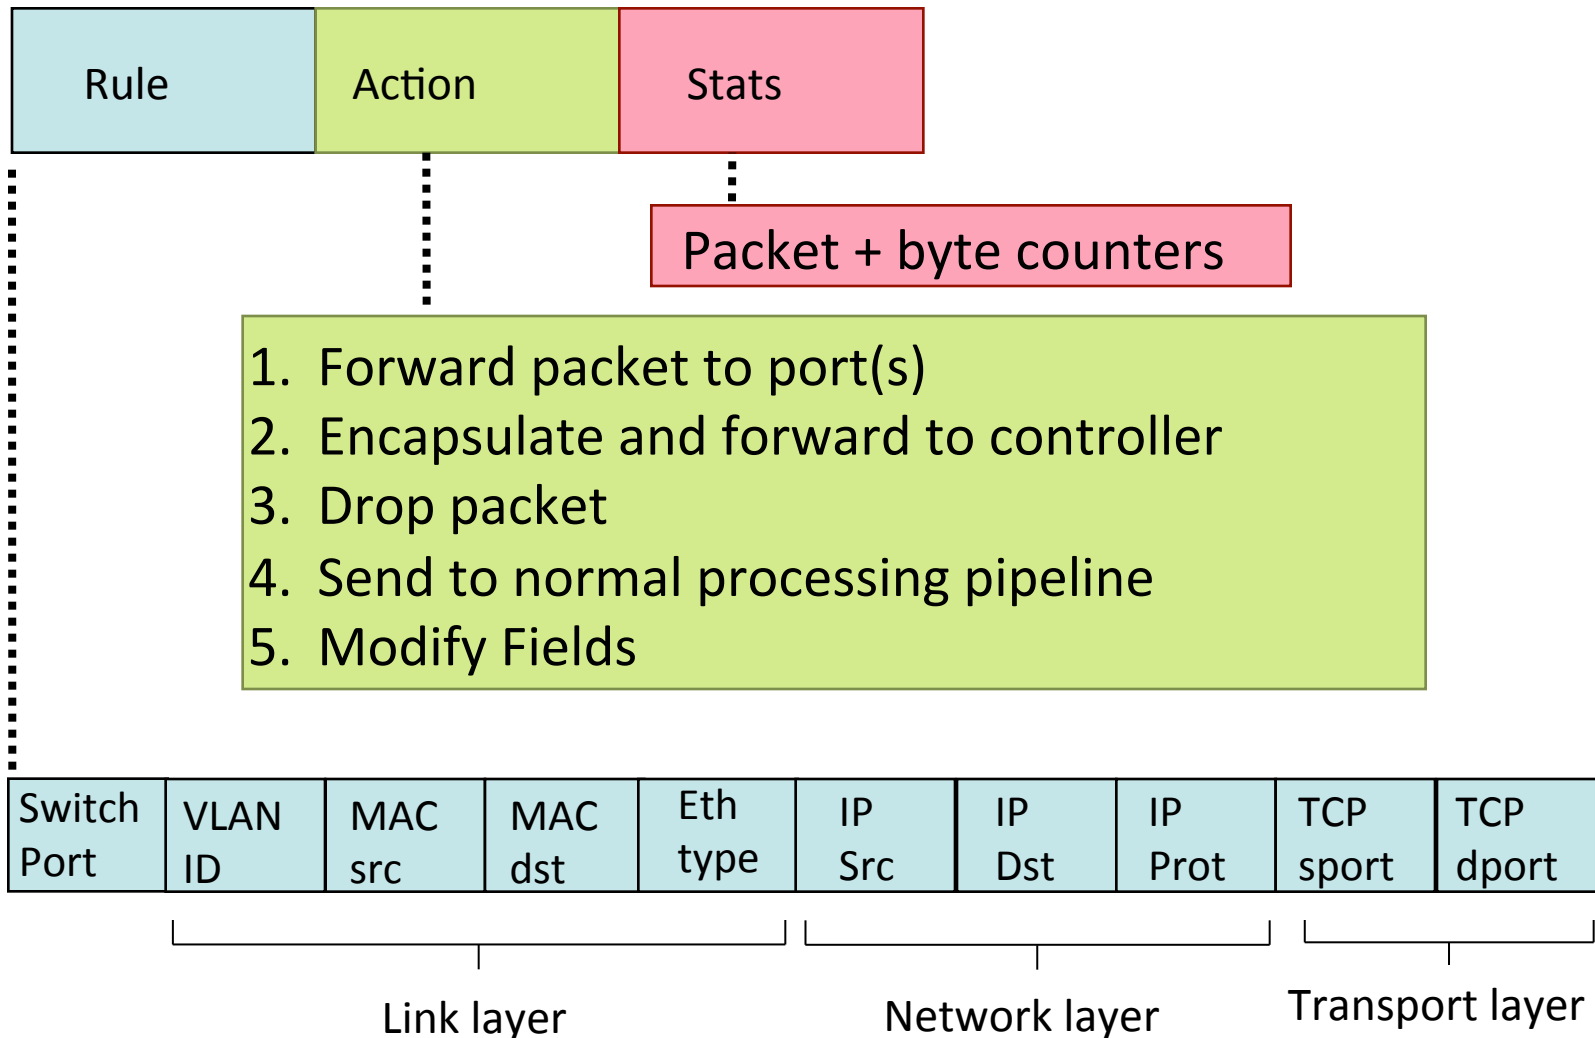 Rule Action Stats
Packet + byte counters
1. Forward packet to port(s)
2. Encapsulate and forward to controller
3. Drop packet
4. Send to normal processing pipeline
5. Modify Fields
Switch Port
VLAN ID
MAC src
MAC dst
Eth type
IP Src
IP Dst
IP Prot
TCP sport
TCP dport
Link layer
Network layer
Transport layer